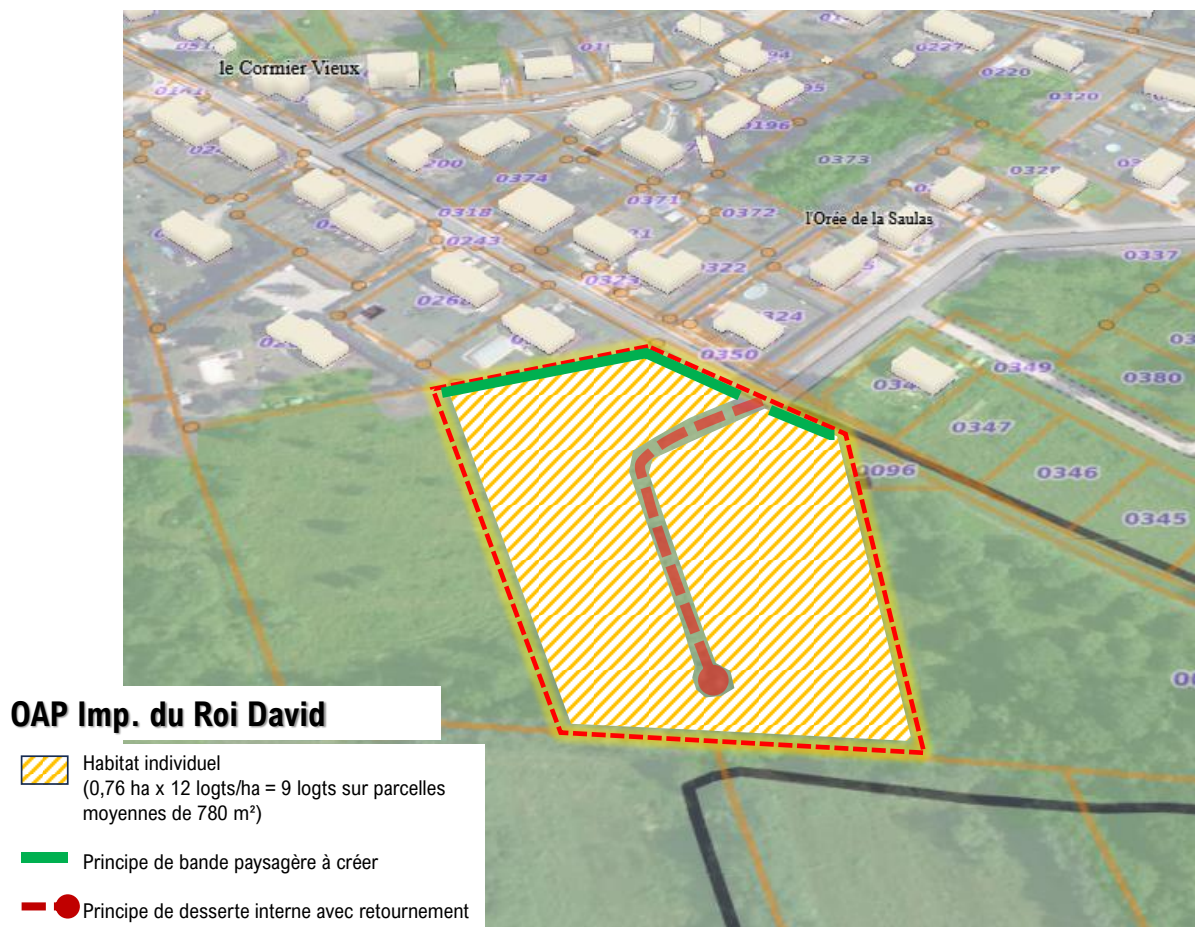 le Cormier Vieux
0227
0220
0320
0196
0373
0200
0374
0371
0372
0318
0243
l'Orée de la Saulas
0337
0322
0323
0324
0350
0349
0380
0347
0346
0096
0345
OAP Imp. du Roi David
Habitat individuel
(0,76 ha x 12 logts/ha = 9 logts sur parcelles
moyennes de 780 m²)
Principe de bande paysagère à créer
Principe de desserte interne avec retournement